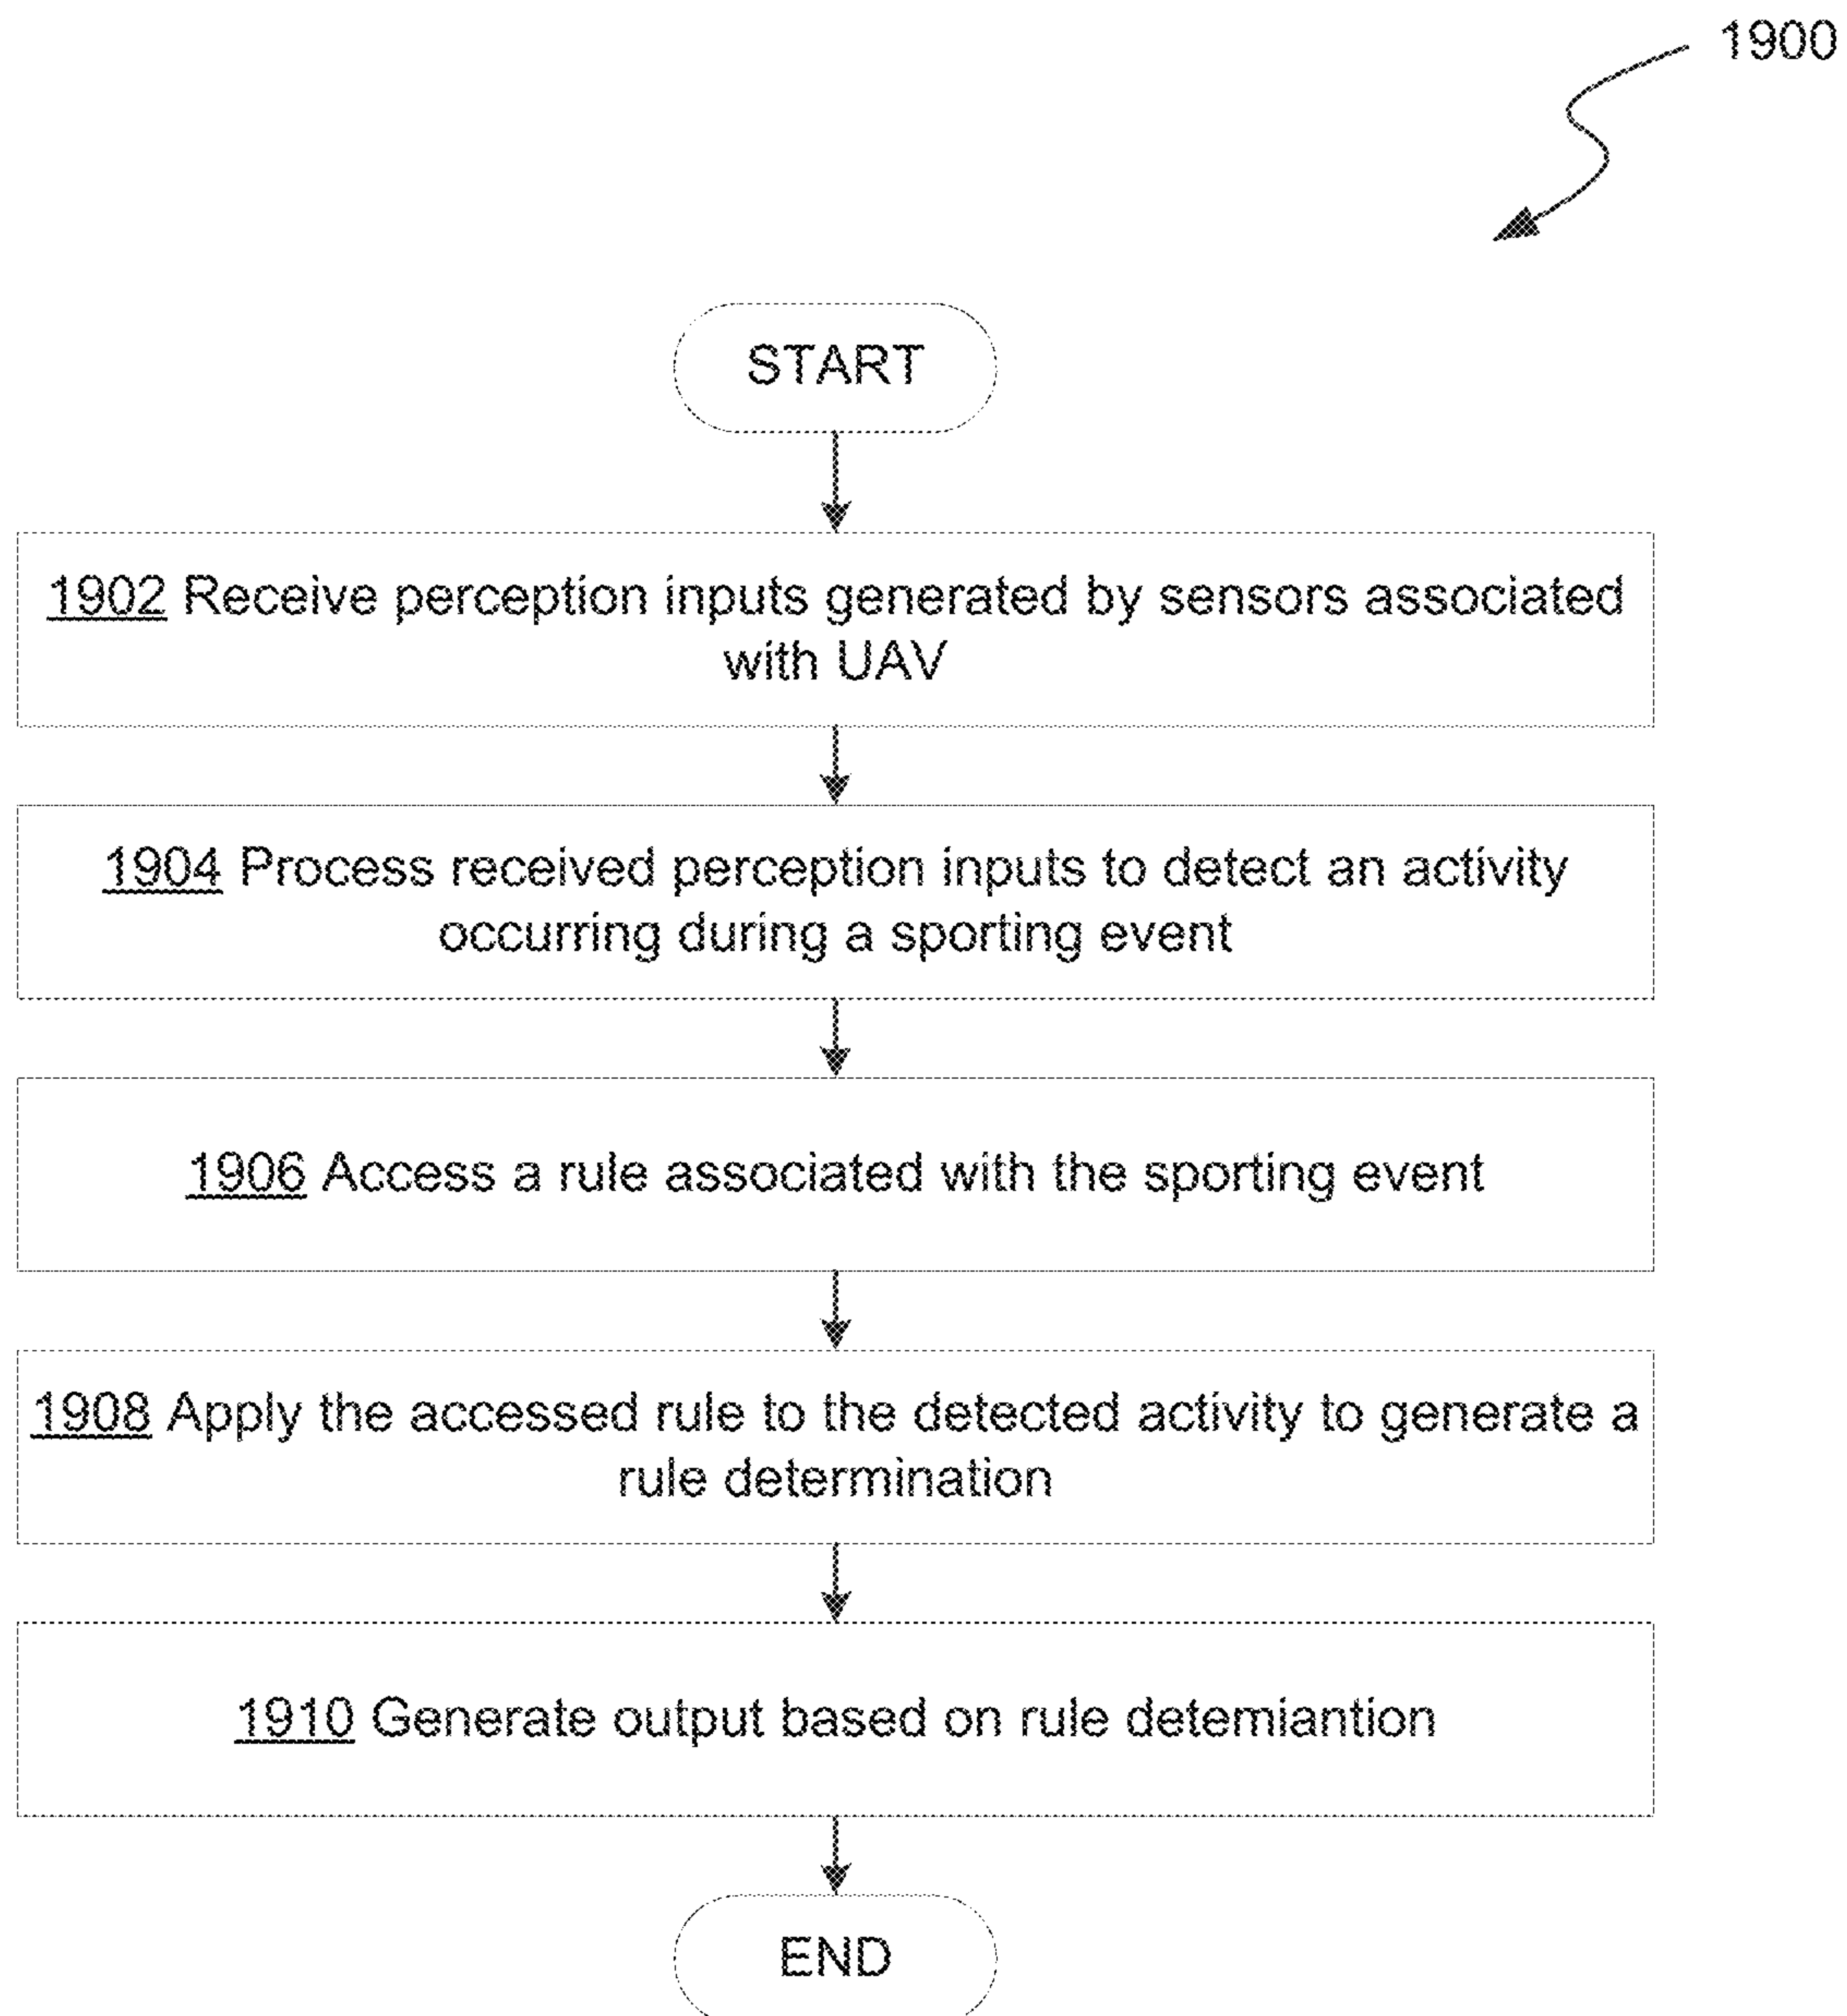 1900
START
1902 Receive perception inputs generated by sensors associated
with UAV
1904 Process received perception inputs to detect an activity
occurring during a sporting event
1906 Access a rule associated with the sporting event
1908 Apply the accessed rule to the detected activity to generate a
rule determination
1910 Generate output based on rule detemiantion
END